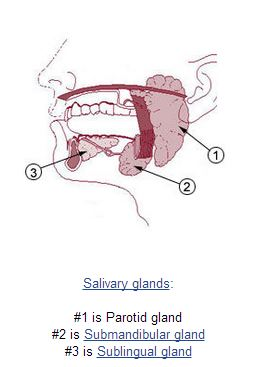 1
3
2
Salivary glands:
#1 is Parotid gland
#2 is Submandibular gland
#3 is Sublingual gland